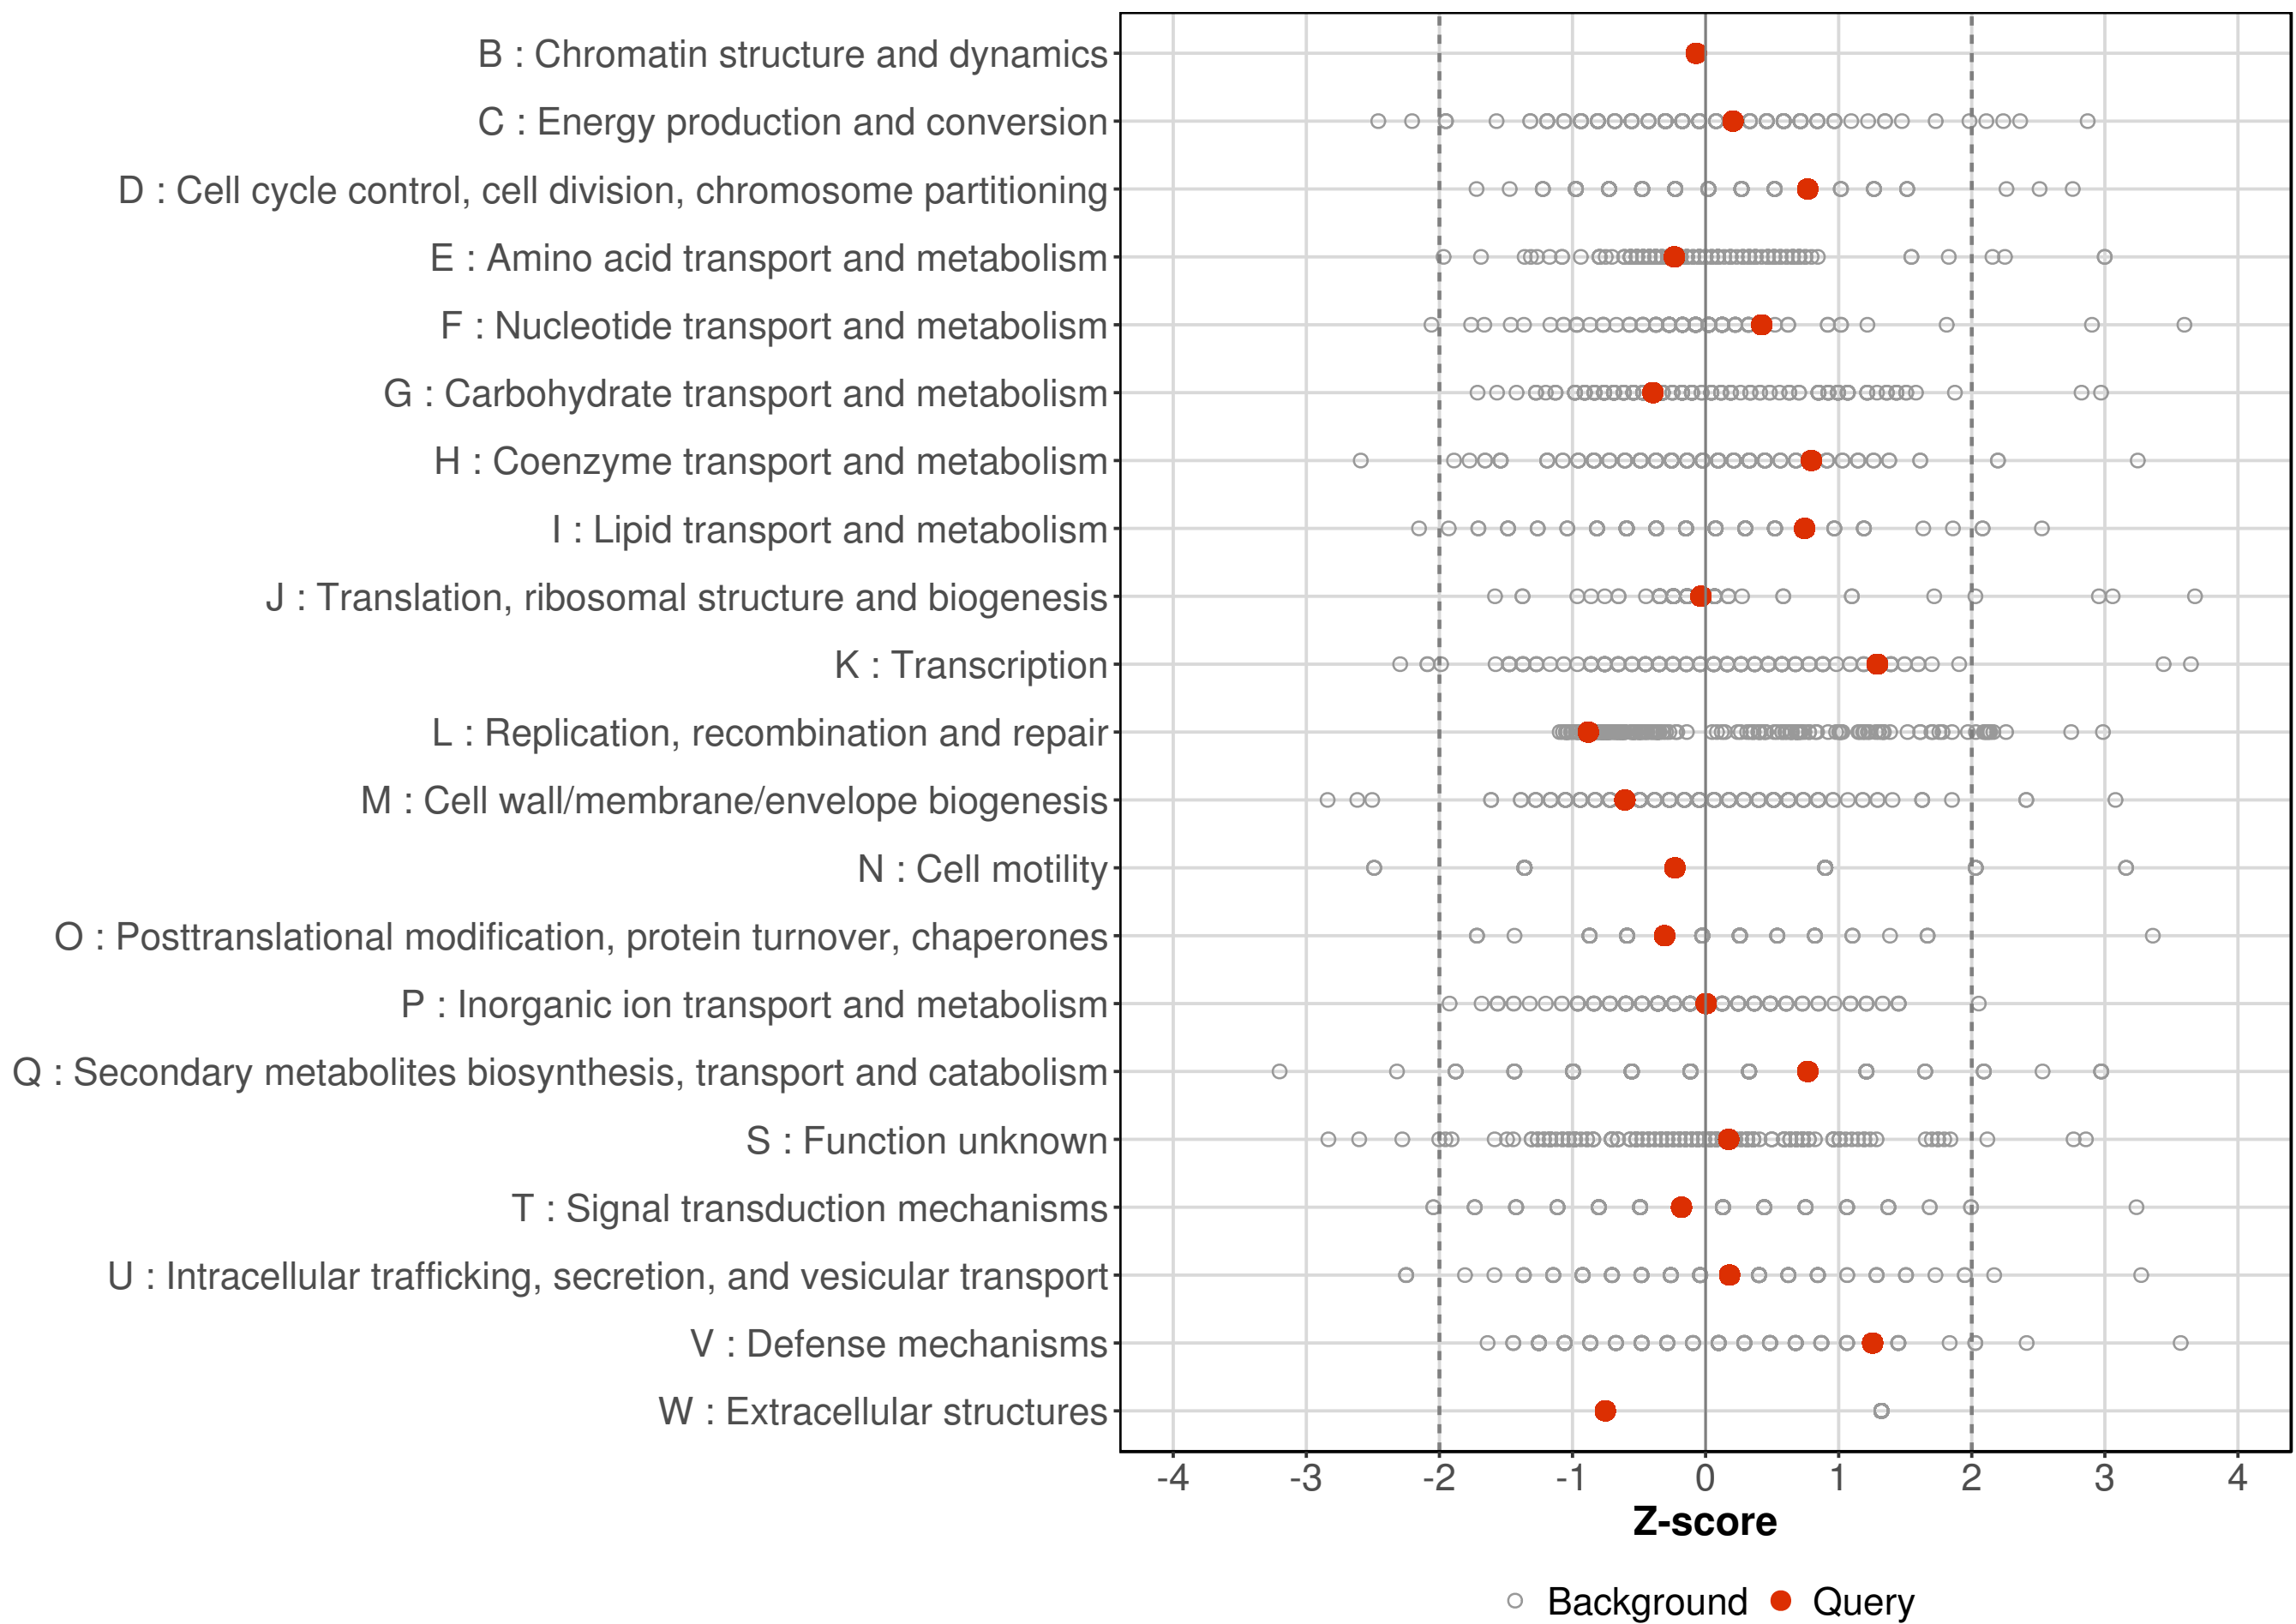 B : Chromatin structure and dynamics
C : Energy production and conversion
D : Cell cycle control, cell division, chromosome partitioning
E : Amino acid transport and metabolism
F : Nucleotide transport and metabolism
G : Carbohydrate transport and metabolism
H : Coenzyme transport and metabolism
I : Lipid transport and metabolism
J : Translation, ribosomal structure and biogenesis
K : Transcription
L : Replication, recombination and repair
M : Cell wall/membrane/envelope biogenesis
N : Cell motility
O : Posttranslational modification, protein turnover, chaperones
P : Inorganic ion transport and metabolism
Q : Secondary metabolites biosynthesis, transport and catabolism
S : Function unknown
T : Signal transduction mechanisms
U : Intracellular trafficking, secretion, and vesicular transport
V : Defense mechanisms
W : Extracellular structures
-4 -3 -2 -1 0 1 2 3 4
Z-score
Background Query